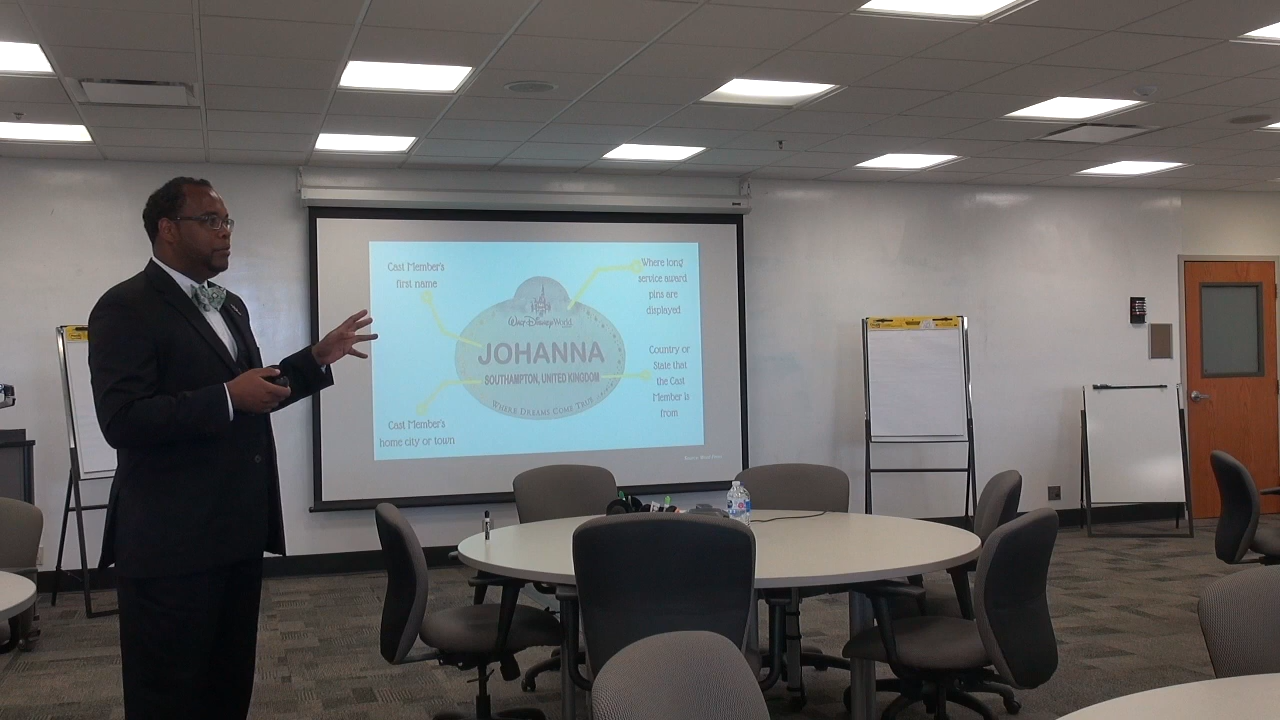 Cast Member's
first name
Where long
service award
pins are
displayed
Walt Disney World
JOHANNA
SOUTHAMPTON, UNITED KINGDOM
WHERE DREAMS COME TRUE
Country or
State that
the Cast
Member is
from
Cast Member's
home city or town